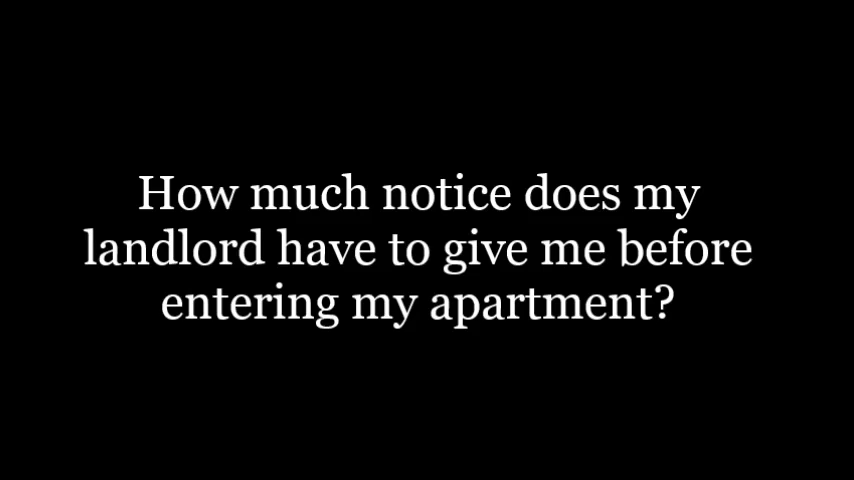 How much notice does my
landlord have to give me before
entering my apartment?